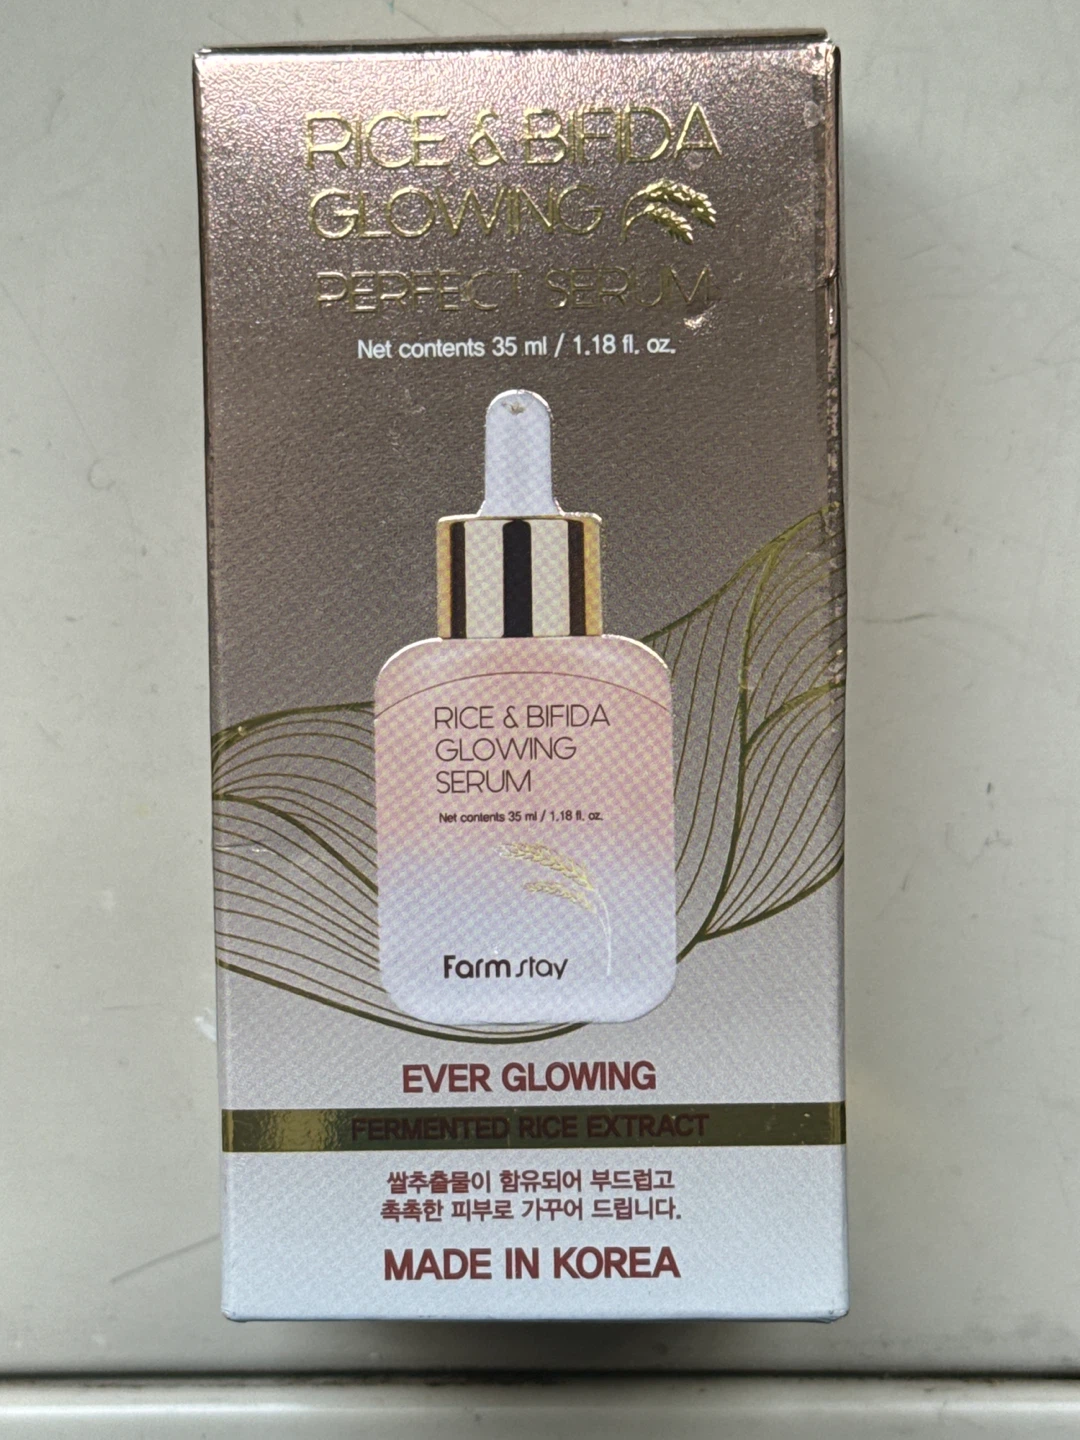 RICE & BIFIDA
GLOWING
PERFECT SERUM
Net contents 35 ml / 1.18 fl. oz.
RICE & BIFIDA
GLOWING
SERUM
Net contents 35 ml / 1.18 fl. oz.
Farmstay
EVER GLOWING
FERMENTED RICE EXTRACT
쌀추출물이 함유되어 부드럽고
촉촉한 피부로 가꾸어 드립니다.
MADE IN KOREA